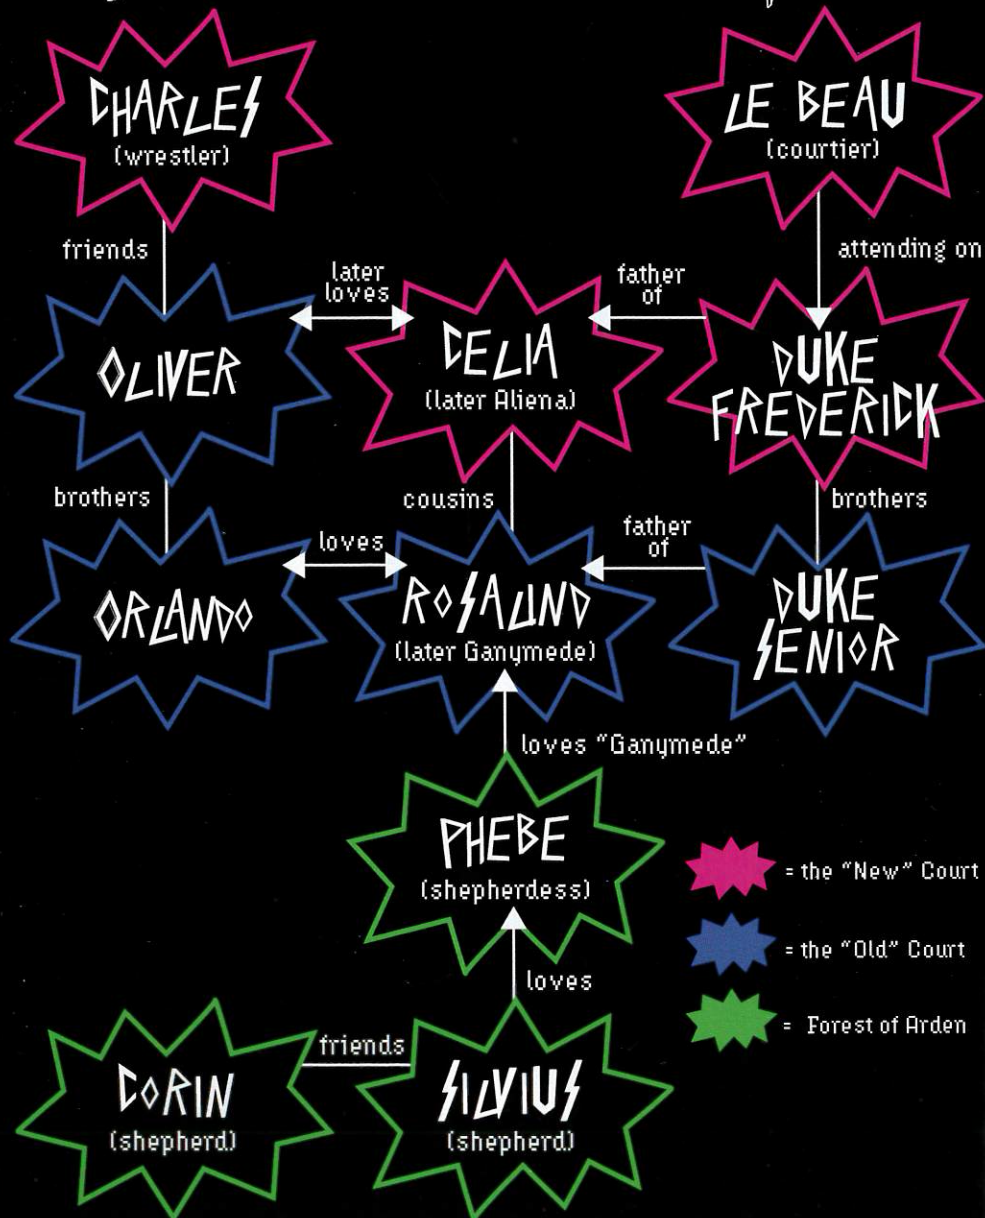 CHARLES
(wrestler)
LE BEAU
(courtier)
friends
attending on
later
loves
father
of
OLIVER
CELIA
(later Aliena)
DUKE
FREDERICK
brothers
cousins
brothers
loves
father
of
ORLANDO
ROSALIND
(later Ganymede)
DUKE
SENIOR
loves "Ganymede"
PHEBE
(shepherdess)
= the "New" Court
= the "Old" Court
loves
= Forest of Arden
friends
CORIN
(shepherd)
SILVIUS
(shepherd)